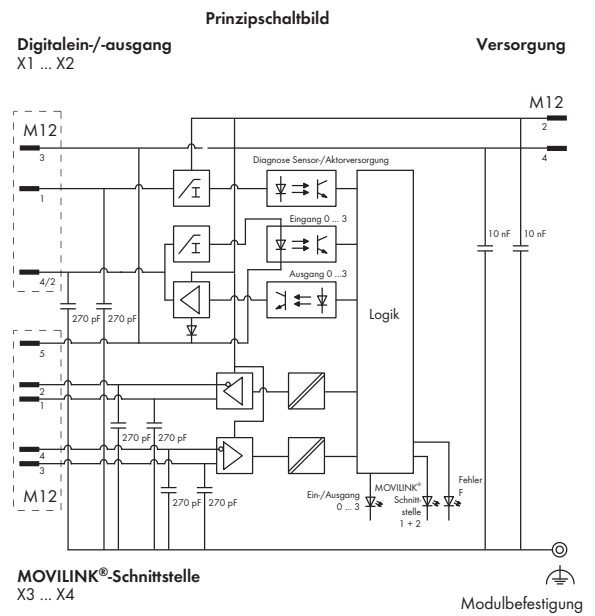 Prinzipschaltbild
Digitalein-/-ausgang
X1 ... X2
Versorgung
M12
M12
2
3
4
Diagnose Sensor-/Aktorversorgung
1
Eingang 0 ... 3
10 nF
10 nF
4/2
Ausgang 0 ...3
270 pF
270 pF
Logik
5
2
1
270 pF
270 pF
4
3
M12
270 pF
270 pF
Ein-/Ausgang
0 ... 3
MOVILINK®
Schnitt-
stelle
1 + 2
Fehler
F
MOVILINK®-Schnittstelle
X3 ... X4
Modulbefestigung